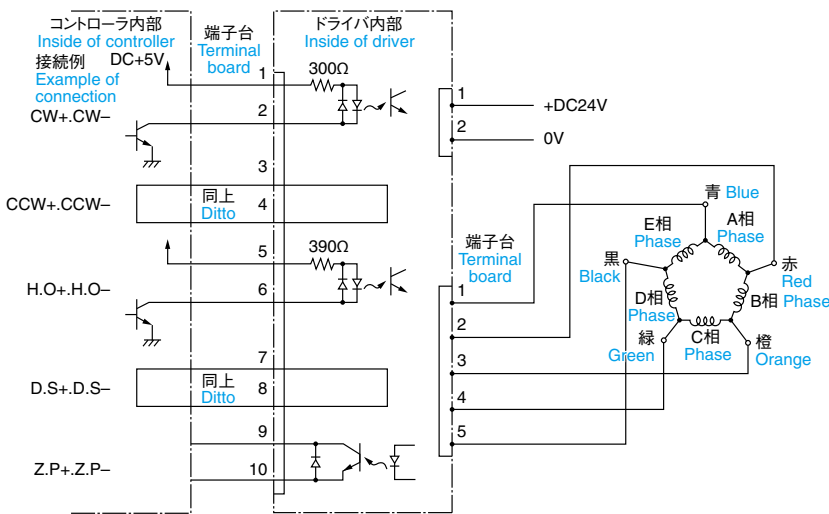 コントローラ内部
Inside of controller
接続例
Example of
connection
DC+5V
端子台
Terminal
board
ドライバ内部
Inside of driver
1
300Ω
CW+.CW−
2
3
CCW+.CCW−
同上
Ditto
4
5
390Ω
H.O+.H.O−
6
7
D.S+.D.S−
同上
Ditto
8
9
Z.P+.Z.P−
10
1
+DC24V
2
0V
端子台
Terminal
board
1
2
3
4
5
青 Blue
E相
Phase
A相
Phase
黒
Black
赤
Red
D相
Phase
B相 Phase
緑
Green
C相
Phase
橙
Orange